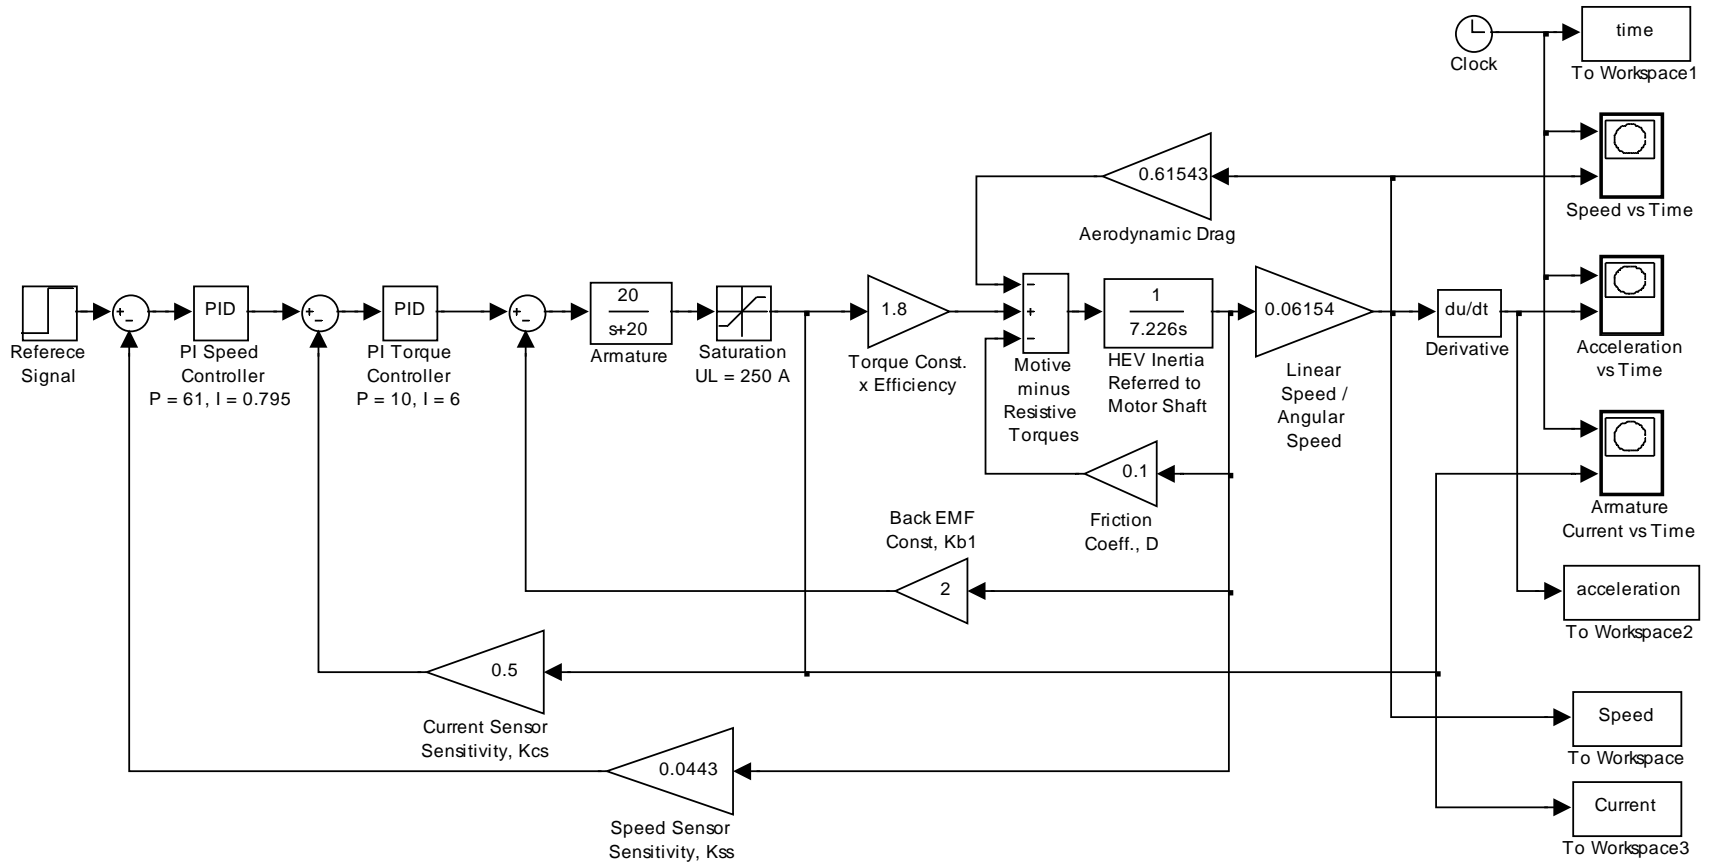 time
To Workspace1
Clock
Speed vs Time
0.61543
Aerodynamic Drag
Referece
Signal
+
−
PID
PI Speed
Controller
P = 61, I = 0.795
+
−
PID
PI Torque
Controller
P = 10, I = 6
+
−
20
s+20
Armature
Saturation
UL = 250 A
1.8
Torque Const.
x Efficiency
−
+
−
Motive
minus
Resistive
Torques
1
7.226s
HEV Inertia
Referred to
Motor Shaft
0.06154
Linear
Speed /
Angular
Speed
du/dt
Derivative
Acceleration
vs Time
0.1
Friction
Coeff., D
Armature
Current vs Time
Back EMF
Const, Kb1
2
acceleration
To Workspace2
0.5
Current Sensor
Sensitivity, Kcs
Speed
To Workspace
0.0443
Speed Sensor
Sensitivity, Kss
Current
To Workspace3